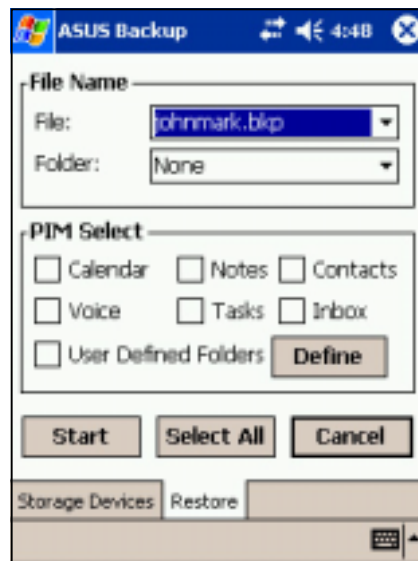 ASUS Backup 4:48
File Name
File: johnmark.bkp
Folder: None
PIM Select
Calendar Notes Contacts
Voice Tasks Inbox
User Defined Folders Define
Start Select All Cancel
Storage Devices Restore